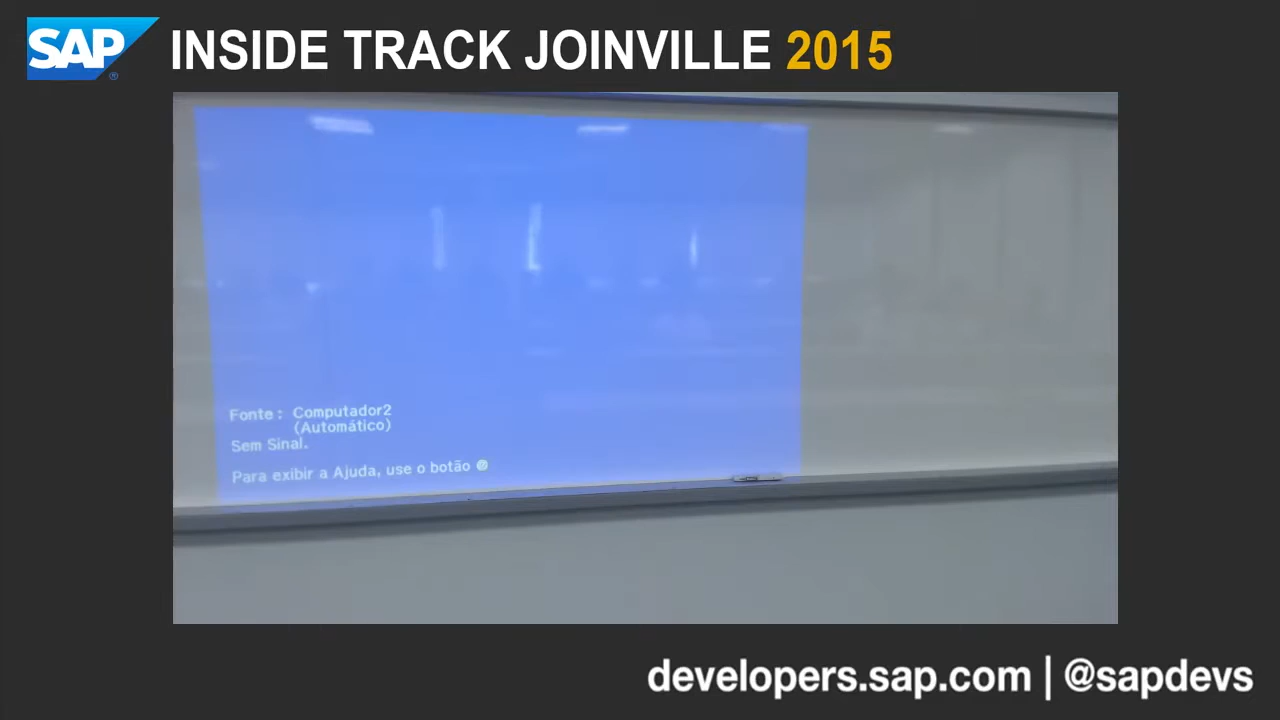 SAP ®
INSIDE TRACK JOINVILLE 2015
Fonte: Computador2
(Automático)
Sem Sinal.
Para exibir a Ajuda, use o botão
developers.sap.com | @sapdevs